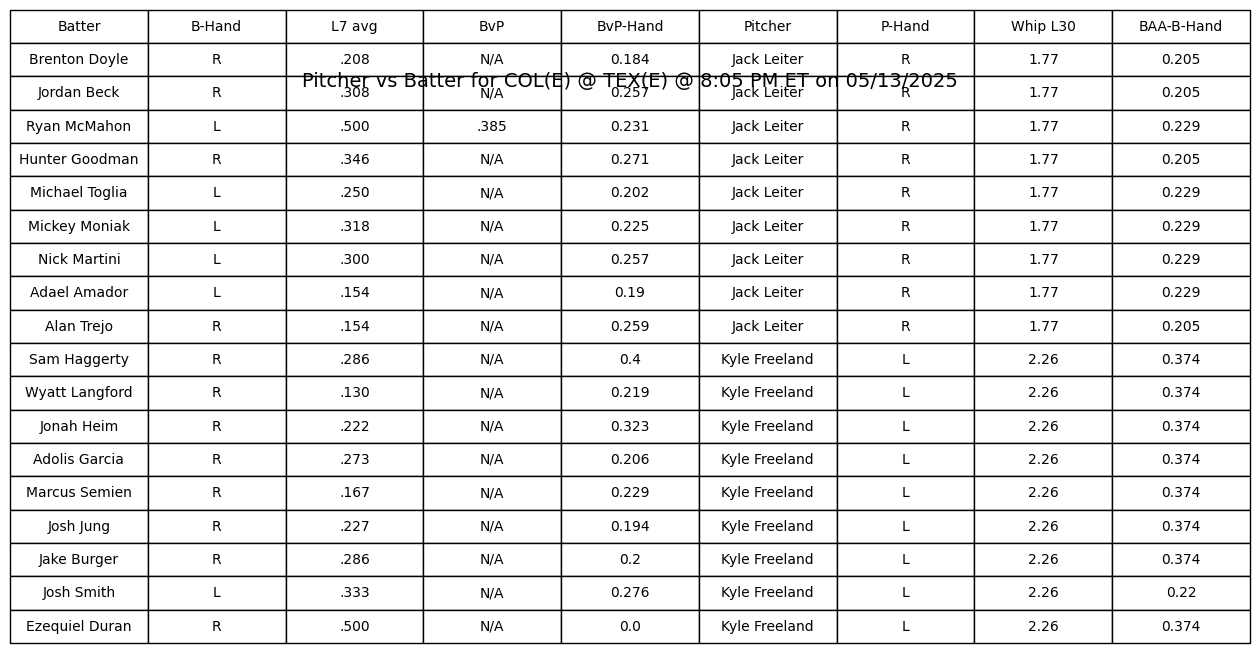 Batter B-Hand L7 avg BvP BvP-Hand Pitcher P-Hand Whip L30 BAA-B-Hand
Brenton Doyle R .208 N/A 0.184 Jack Leiter R 1.77 0.205
Pitcher vs Batter for COL(E) @ TEX(E) @ 8:05 PM ET on 05/13/2025
Jordan Beck R .308 N/A 0.257 Jack Leiter R 1.77 0.205
Ryan McMahon L .500 .385 0.231 Jack Leiter R 1.77 0.229
Hunter Goodman R .346 N/A 0.271 Jack Leiter R 1.77 0.205
Michael Toglia L .250 N/A 0.202 Jack Leiter R 1.77 0.229
Mickey Moniak L .318 N/A 0.225 Jack Leiter R 1.77 0.229
Nick Martini L .300 N/A 0.257 Jack Leiter R 1.77 0.229
Adael Amador L .154 N/A 0.19 Jack Leiter R 1.77 0.229
Alan Trejo R .154 N/A 0.259 Jack Leiter R 1.77 0.205
Sam Haggerty R .286 N/A 0.4 Kyle Freeland L 2.26 0.374
Wyatt Langford R .130 N/A 0.219 Kyle Freeland L 2.26 0.374
Jonah Heim R .222 N/A 0.323 Kyle Freeland L 2.26 0.374
Adolis Garcia R .273 N/A 0.206 Kyle Freeland L 2.26 0.374
Marcus Semien R .167 N/A 0.229 Kyle Freeland L 2.26 0.374
Josh Jung R .227 N/A 0.194 Kyle Freeland L 2.26 0.374
Jake Burger R .286 N/A 0.2 Kyle Freeland L 2.26 0.374
Josh Smith L .333 N/A 0.276 Kyle Freeland L 2.26 0.22
Ezequiel Duran R .500 N/A 0.0 Kyle Freeland L 2.26 0.374